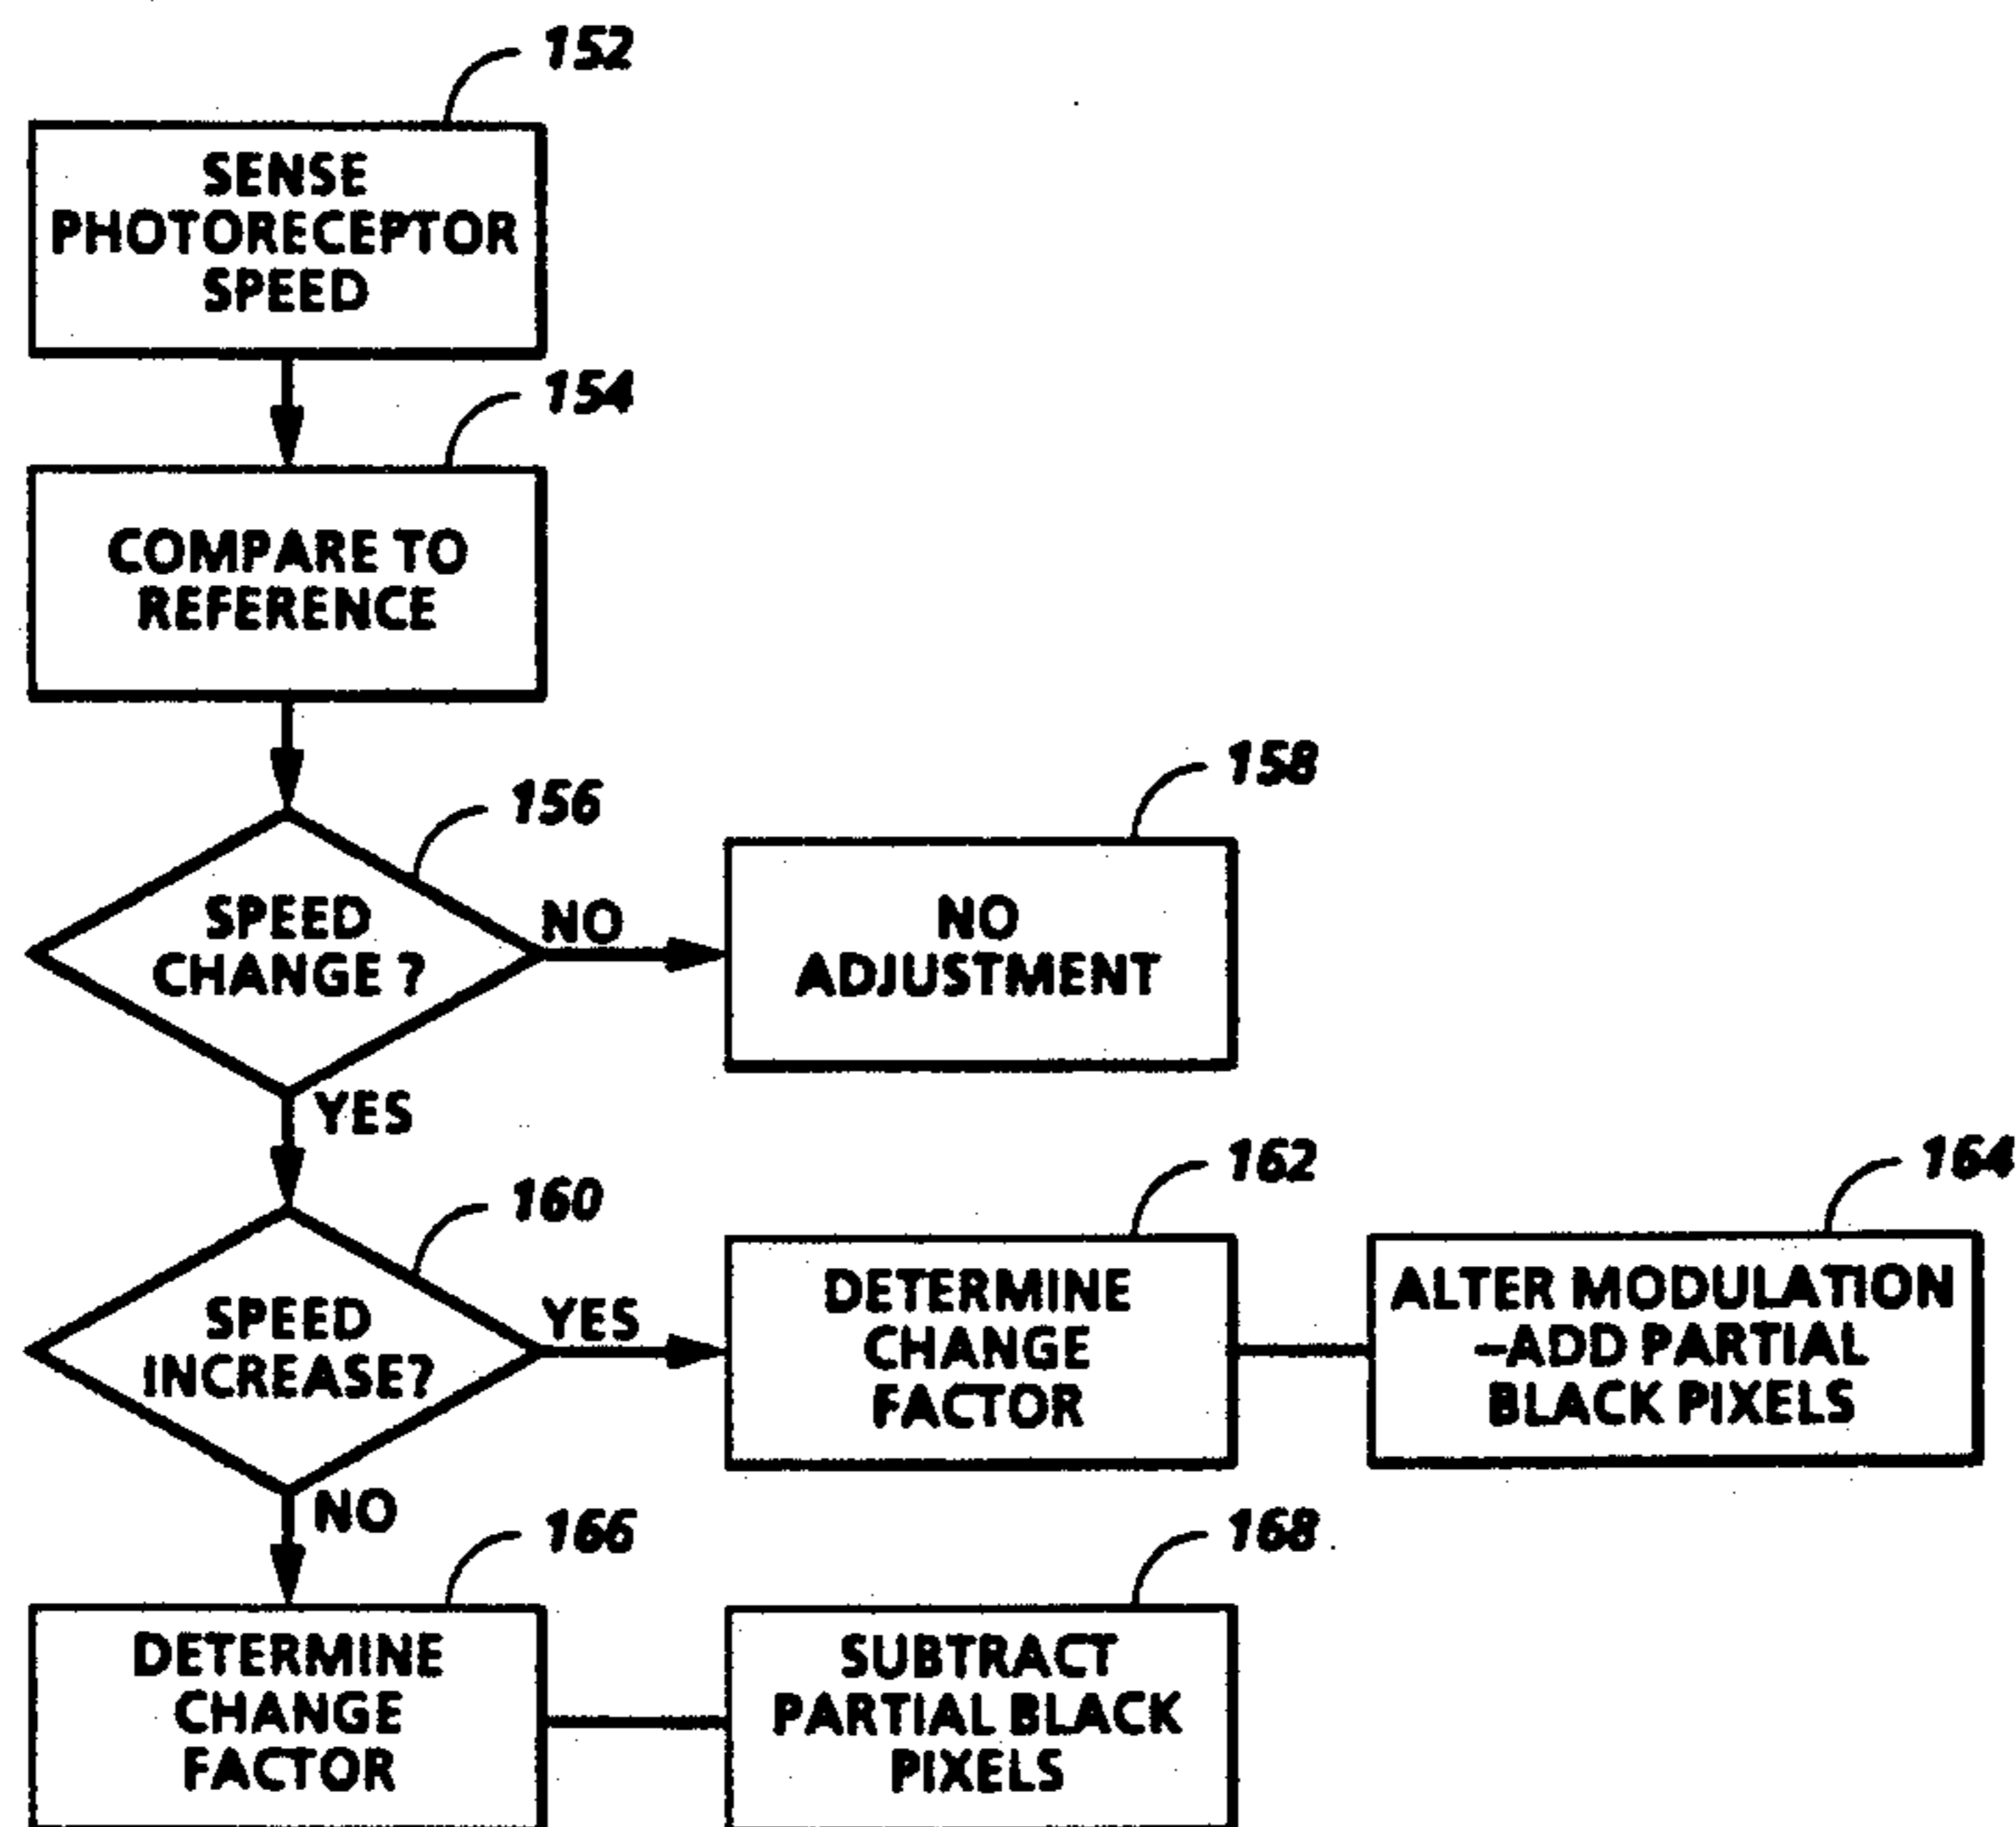 152
SENSE
PHOTORECEPTOR
SPEED
154
COMPARE TO
REFERENCE
156
SPEED
CHANGE ?
NO
158
NO
ADJUSTMENT
YES
160
SPEED
INCREASE?
YES
162
DETERMINE
CHANGE
FACTOR
164
ALTER MODULATION
–ADD PARTIAL
BLACK PIXELS
NO
166
DETERMINE
CHANGE
FACTOR
168
SUBTRACT
PARTIAL BLACK
PIXELS